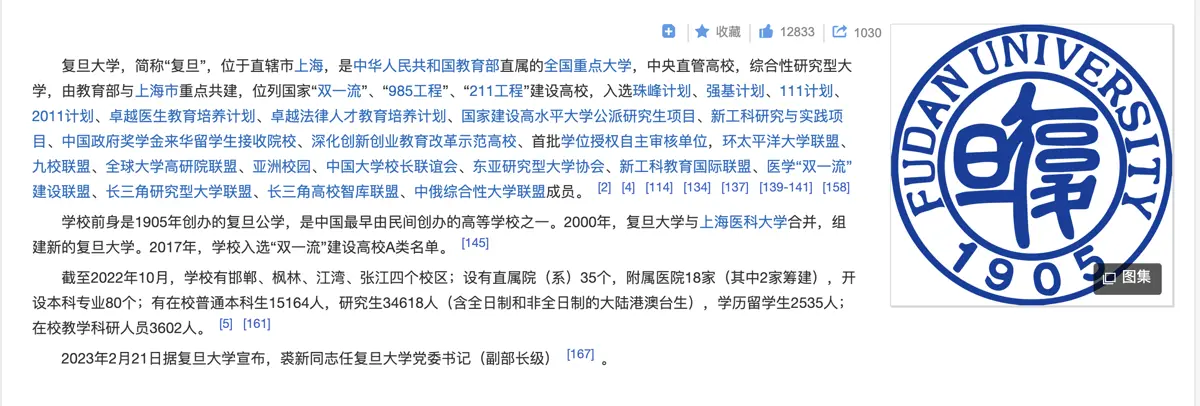 收藏 12833 1030
复旦大学，简称“复旦”，位于直辖市上海，是中华人民共和国教育部直属的全国重点大学，中央直管高校，综合性研究型大
学，由教育部与上海市重点共建，位列国家“双一流”、“985工程”、“211工程”建设高校，入选珠峰计划、强基计划、111计划、
2011计划、卓越医生教育培养计划、卓越法律人才教育培养计划、国家建设高水平大学公派研究生项目、新工科研究与实践项
目、中国政府奖学金来华留学生接收院校、深化创新创业教育改革示范高校、首批学位授权自主审核单位，环太平洋大学联盟、
九校联盟、全球大学高研院联盟、亚洲校园、中国大学校长联谊会、东亚研究型大学协会、新工科教育国际联盟、医学“双一流”
建设联盟、长三角研究型大学联盟、长三角高校智库联盟、中俄综合性大学联盟成员。 [2] [4] [114] [134] [137] [139-141] [158]
学校前身是1905年创办的复旦公学，是中国最早由民间创办的高等学校之一。2000年，复旦大学与上海医科大学合并，组
建新的复旦大学。2017年，学校入选“双一流”建设高校A类名单。 [145]
截至2022年10月，学校有邯郸、枫林、江湾、张江四个校区；设有直属院（系）35个，附属医院18家（其中2家筹建），开
设本科专业80个；有在校普通本科生15164人，研究生34618人（含全日制和非全日制的大陆港澳台生），学历留学生2535人；
在校教学科研人员3602人。 [5] [161]
2023年2月21日据复旦大学宣布，裘新同志任复旦大学党委书记（副部长级） [167] 。
FUDAN UNIVERSITY
復旦
1905
图集